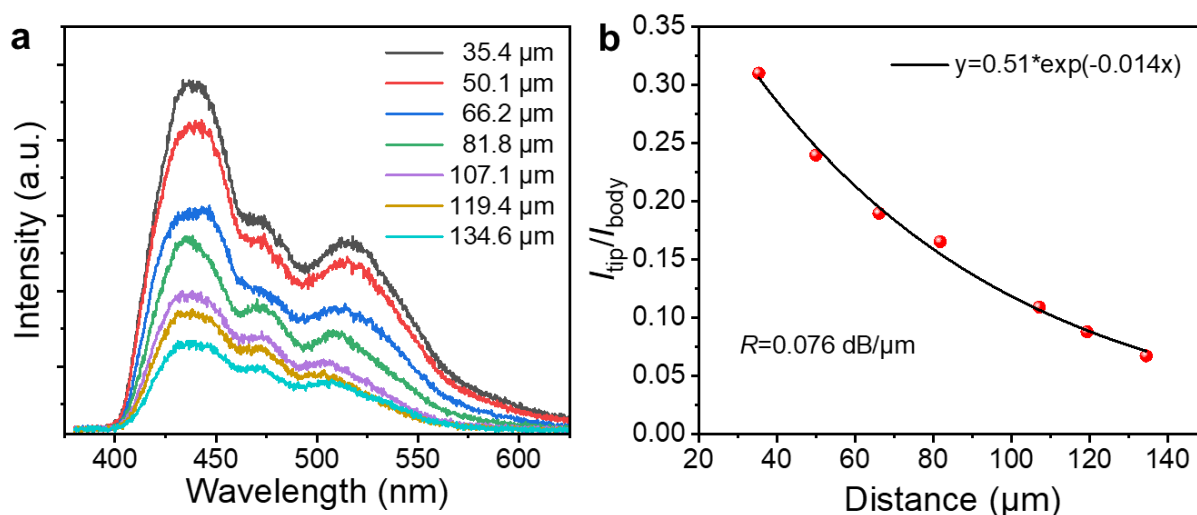 a
35.4 µm
50.1 µm
66.2 µm
81.8 µm
107.1 µm
119.4 µm
134.6 µm
Intensity (a.u.)
400 450 500 550 600
Wavelength (nm)
b
y=0.51*exp(-0.014x)
R=0.076 dB/µm
I_tip/I_body
0.35
0.30
0.25
0.20
0.15
0.10
0.05
0.00
20 40 60 80 100 120 140
Distance (µm)